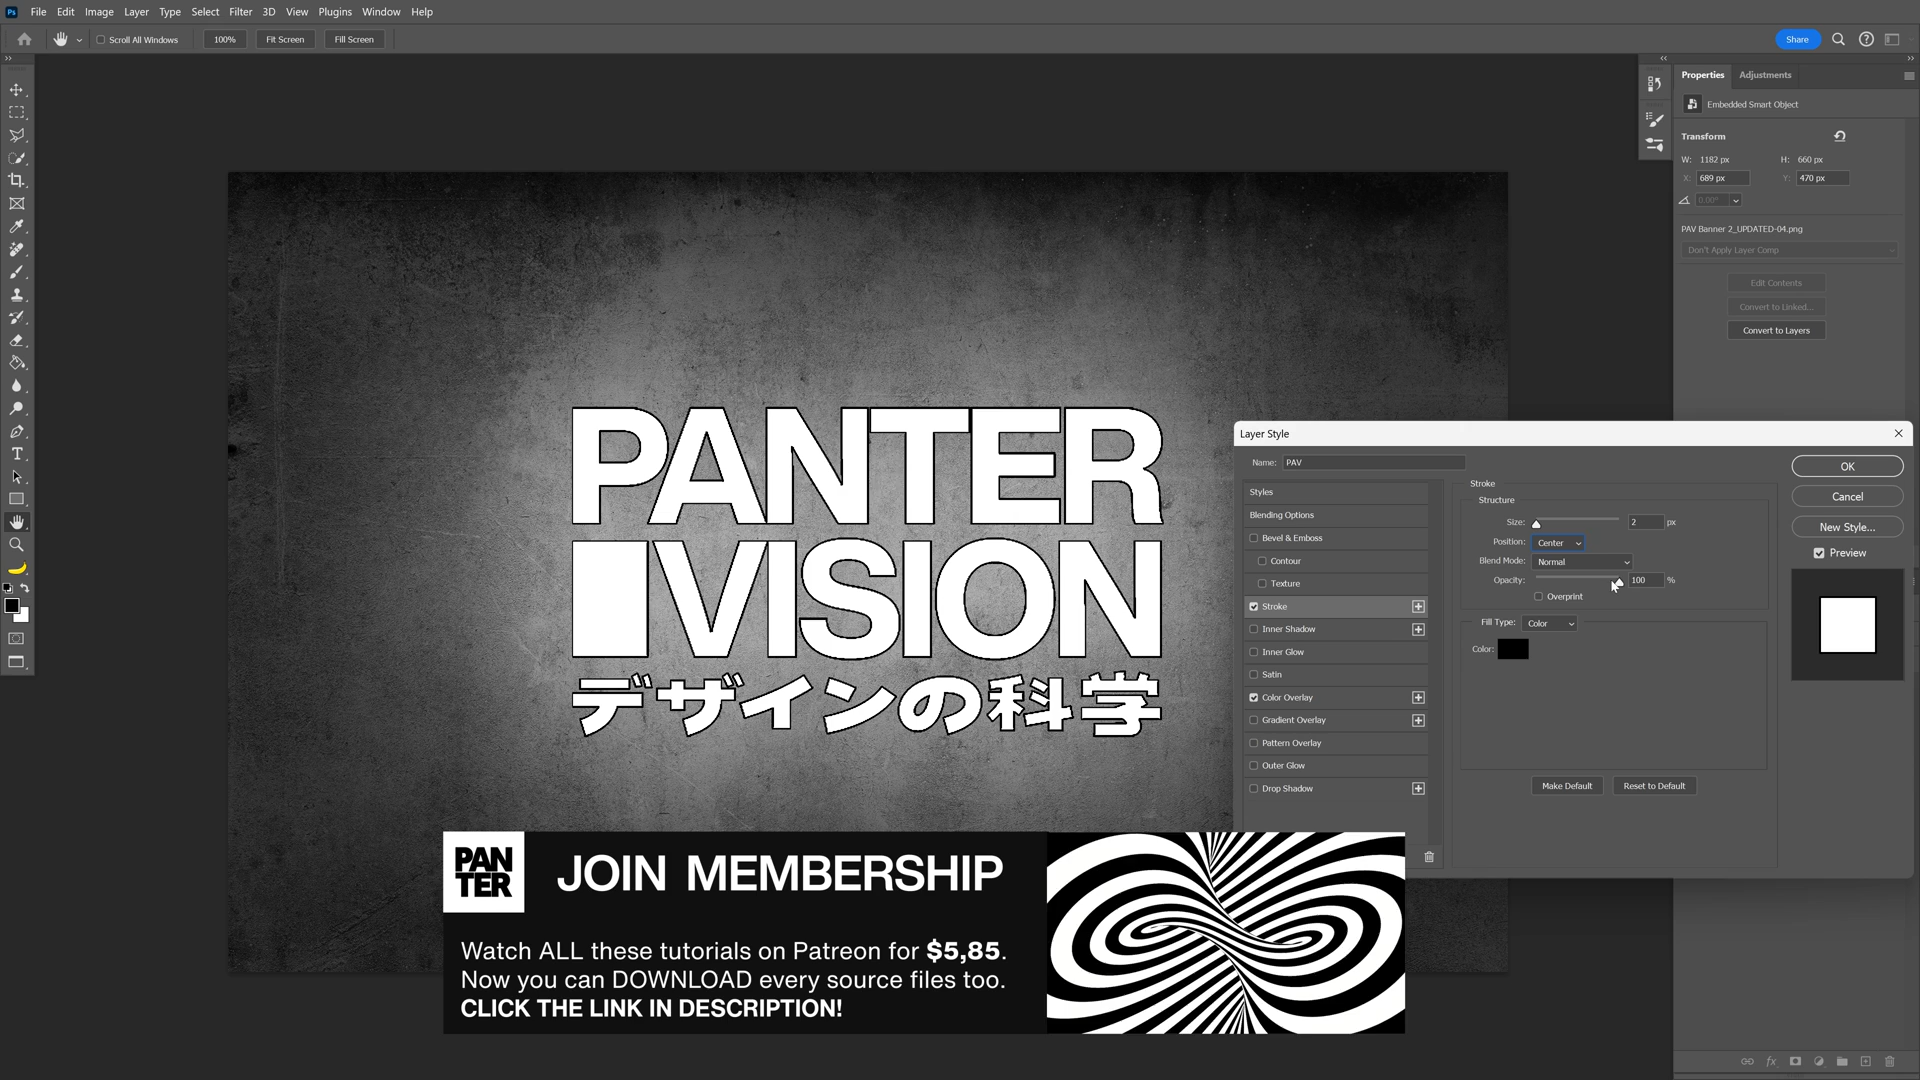 Ps File Edit Image Layer Type Select Filter 3D View Plugins Window Help
Scroll All Windows 100% Fit Screen Fill Screen Share
Properties Adjustments
Embedded Smart Object
Transform
W: 1182 px H: 660 px
X: 689 px Y: 470 px
0.00°
PAV Banner 2_UPDATED-04.png
Don't Apply Layer Comp
Edit Contents
Convert to Linked...
Convert to Layers
PANTER
VISION
デザインの科学
Layer Style
Name: PAV
Styles
Blending Options
Bevel & Emboss
Contour
Texture
Stroke
Inner Shadow
Inner Glow
Satin
Color Overlay
Gradient Overlay
Pattern Overlay
Outer Glow
Drop Shadow
Stroke
Structure
Size: 2 px
Position: Center
Blend Mode: Normal
Opacity: 100 %
Overprint
Fill Type: Color
Color:
Make Default Reset to Default
OK
Cancel
New Style...
Preview
PAN
TER
JOIN MEMBERSHIP
Watch ALL these tutorials on Patreon for $5,85.
Now you can DOWNLOAD every source files too.
CLICK THE LINK IN DESCRIPTION!
fx